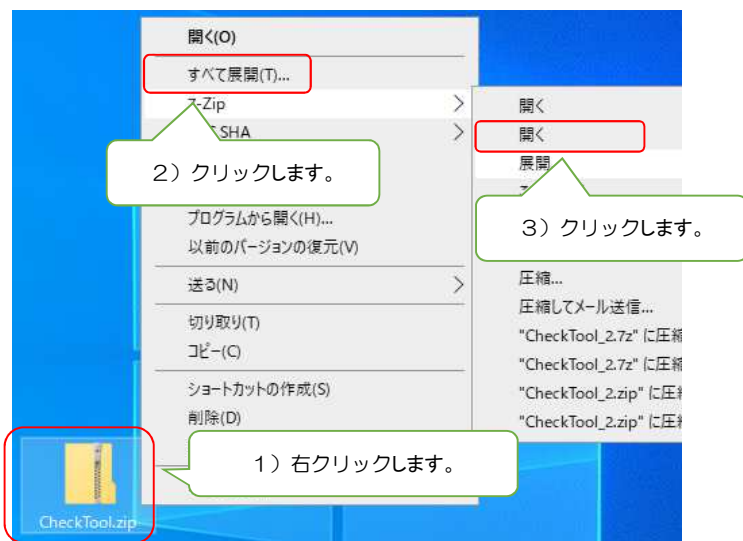 開く(O)
すべて展開(T)...
7-Zip
SHA
2）クリックします。
プログラムから開く(H)...
以前のバージョンの復元(V)
送る(N)
切り取り(T)
コピー(C)
ショートカットの作成(S)
削除(D)
1）右クリックします。
CheckTool.zip
開く
開く
展開
3）クリックします。
圧縮...
圧縮してメール送信...
"CheckTool_2.7z" に圧縮
"CheckTool_2.7z" に圧縮
"CheckTool_2.zip" に圧
"CheckTool_2.zip" に圧